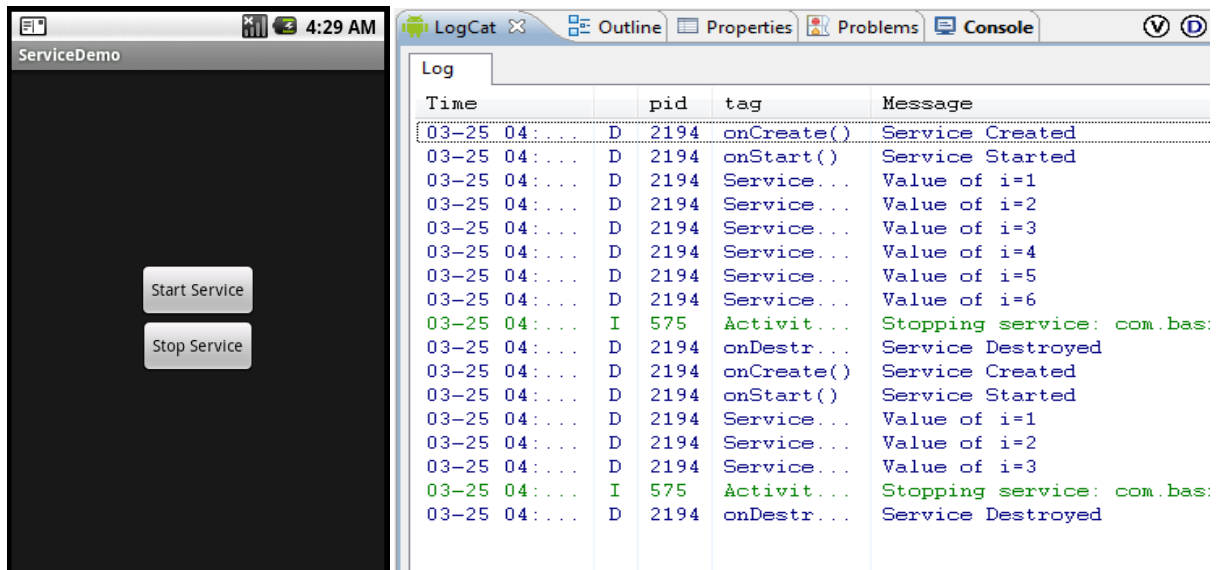 4:29 AM
ServiceDemo
Start Service
Stop Service
LogCat Outline Properties Problems Console V D
Log
Time pid tag Message
03-25 04:... D 2194 onCreate() Service Created
03-25 04:... D 2194 onStart() Service Started
03-25 04:... D 2194 Service... Value of i=1
03-25 04:... D 2194 Service... Value of i=2
03-25 04:... D 2194 Service... Value of i=3
03-25 04:... D 2194 Service... Value of i=4
03-25 04:... D 2194 Service... Value of i=5
03-25 04:... D 2194 Service... Value of i=6
03-25 04:... I 575 Activit... Stopping service: com.bas
03-25 04:... D 2194 onDestr... Service Destroyed
03-25 04:... D 2194 onCreate() Service Created
03-25 04:... D 2194 onStart() Service Started
03-25 04:... D 2194 Service... Value of i=1
03-25 04:... D 2194 Service... Value of i=2
03-25 04:... D 2194 Service... Value of i=3
03-25 04:... I 575 Activit... Stopping service: com.bas
03-25 04:... D 2194 onDestr... Service Destroyed